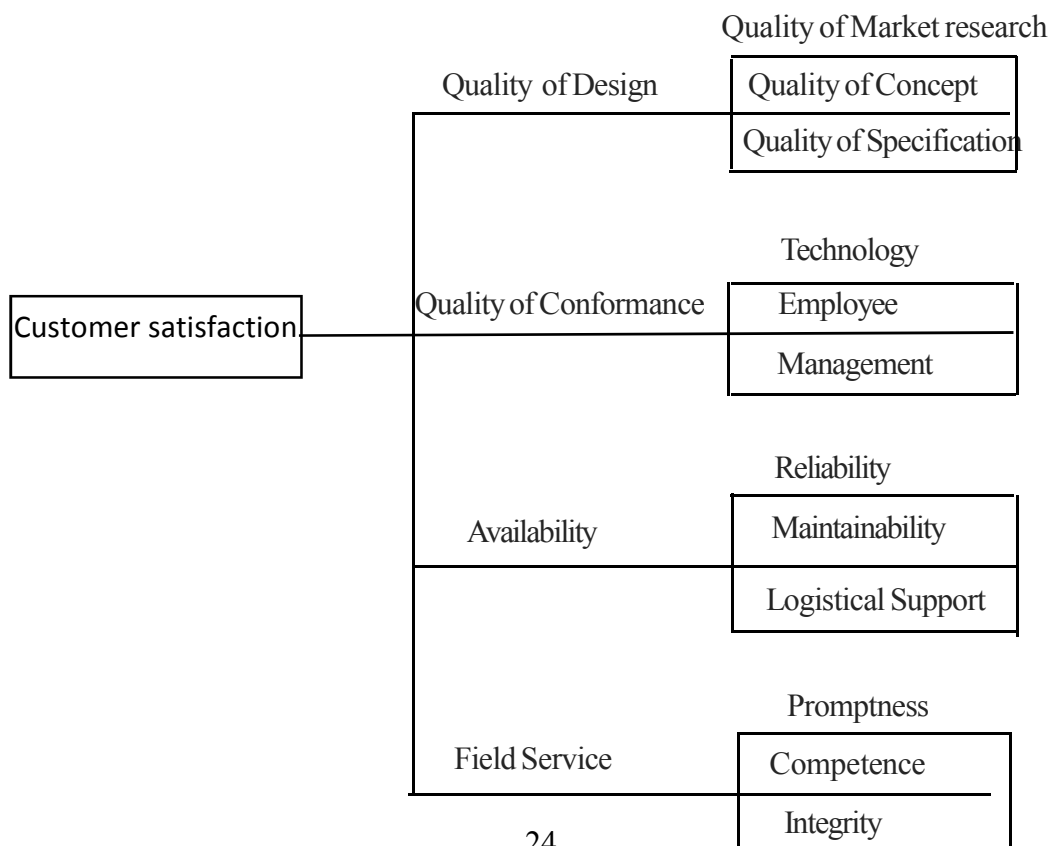 Quality of Market research
Quality of Design
Quality of Concept
Quality of Specification
Technology
Customer satisfaction
Quality of Conformance
Employee
Management
Reliability
Availability
Maintainability
Logistical Support
Promptness
Field Service
Competence
Integrity
24